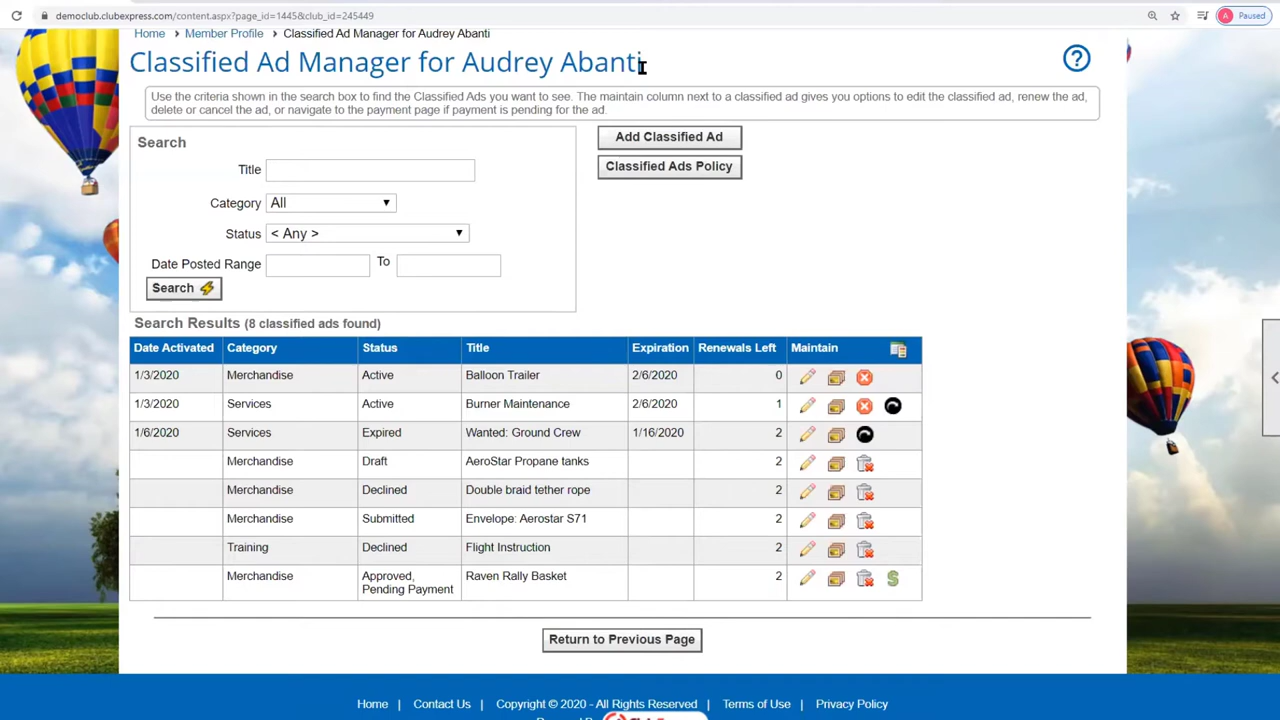 democlub.clubexpress.com/content.aspx?page_id=1445&club_id=245449
A Paused
Home > Member Profile > Classified Ad Manager for Audrey Abanti
Classified Ad Manager for Audrey Abanti
?
Use the criteria shown in the search box to find the Classified Ads you want to see. The maintain column next to a classified ad gives you options to edit the classified ad, renew the ad,
delete or cancel the ad, or navigate to the payment page if payment is pending for the ad.
Search
Title
Category All
Status < Any >
Date Posted Range To
Search
Add Classified Ad
Classified Ads Policy
Search Results (8 classified ads found)
Date Activated Category Status Title Expiration Renewals Left Maintain
1/3/2020 Merchandise Active Balloon Trailer 2/6/2020 0
1/3/2020 Services Active Burner Maintenance 2/6/2020 1
1/6/2020 Services Expired Wanted: Ground Crew 1/16/2020 2
Merchandise Draft AeroStar Propane tanks 2
Merchandise Declined Double braid tether rope 2
Merchandise Submitted Envelope: Aerostar S71 2
Training Declined Flight Instruction 2
Merchandise Approved, Raven Rally Basket 2 $
Pending Payment
Return to Previous Page
Home | Contact Us | Copyright © 2020 - All Rights Reserved | Terms of Use | Privacy Policy